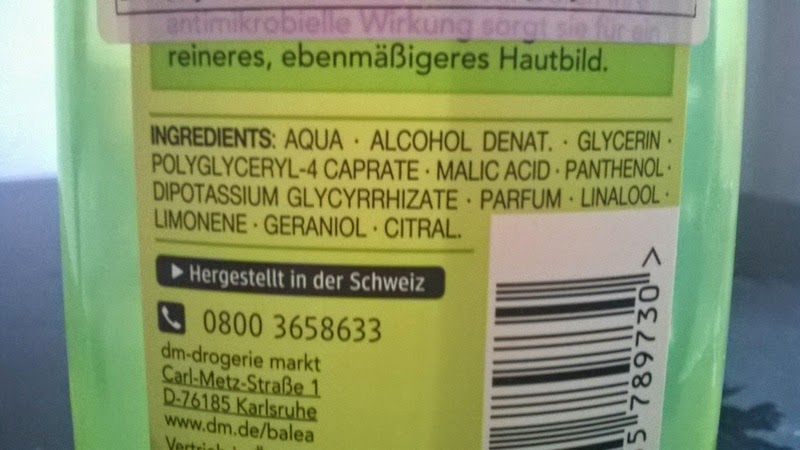 antimikrobielle Wirkung sorgt sie für ein
reineres, ebenmäßigeres Hautbild.
INGREDIENTS: AQUA · ALCOHOL DENAT. · GLYCERIN ·
POLYGLYCERYL-4 CAPRATE · MALIC ACID · PANTHENOL ·
DIPOTASSIUM GLYCYRRHIZATE · PARFUM · LINALOOL ·
LIMONENE · GERANIOL · CITRAL.
Hergestellt in der Schweiz
0800 3658633
dm-drogerie markt
Carl-Metz-Straße 1
D-76185 Karlsruhe
www.dm.de/balea
5 789730 >